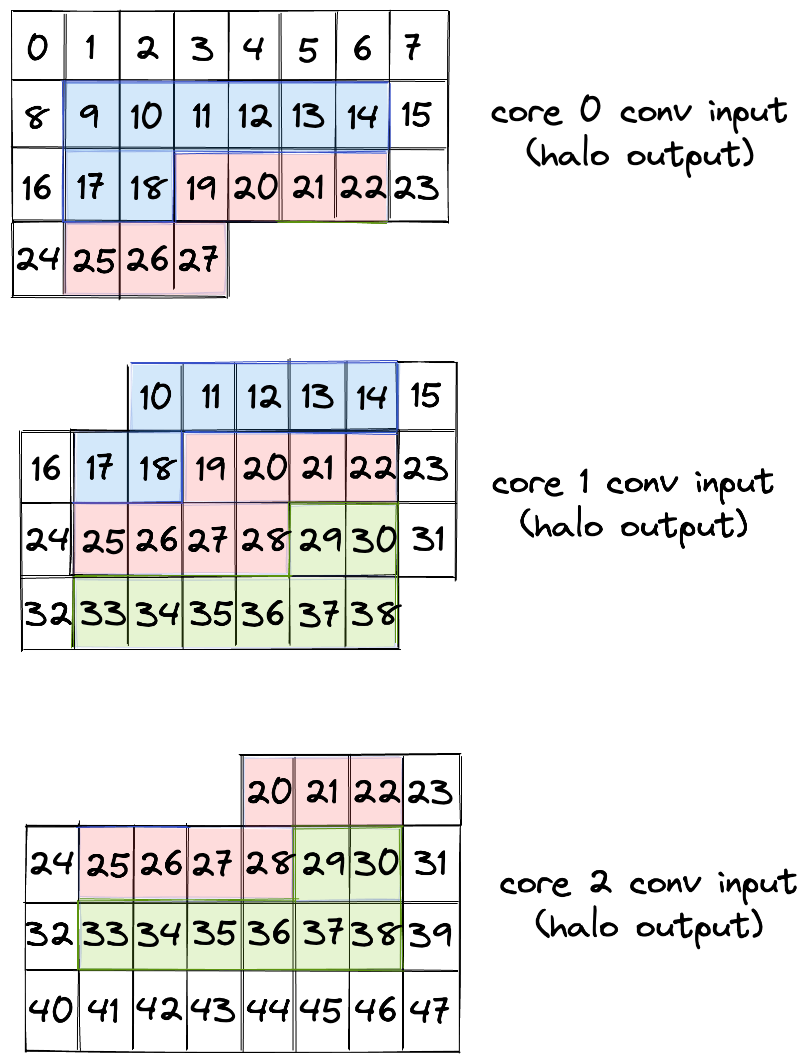 0 1 2 3 4 5 6 7
8 9 10 11 12 13 14 15
16 17 18 19 20 21 22 23
24 25 26 27
core 0 conv input
(halo output)
10 11 12 13 14 15
16 17 18 19 20 21 22 23
24 25 26 27 28 29 30 31
32 33 34 35 36 37 38
core 1 conv input
(halo output)
20 21 22 23
24 25 26 27 28 29 30 31
32 33 34 35 36 37 38 39
40 41 42 43 44 45 46 47
core 2 conv input
(halo output)